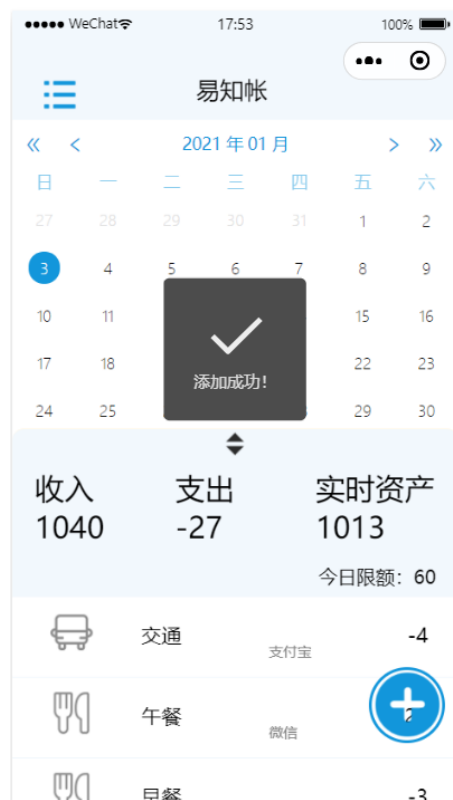 WeChat 17:53 100%
易知帐
« < 2021 年 01 月 > »
日 一 二 三 四 五 六
27 28 29 30 31 1 2
3 4 5 6 7 8 9
10 11 15 16
17 18 22 23
24 25 29 30
添加成功!
收入 支出 实时资产
1040 -27 1013
今日限额：60
交通 支付宝 -4
午餐 微信
早餐 -3